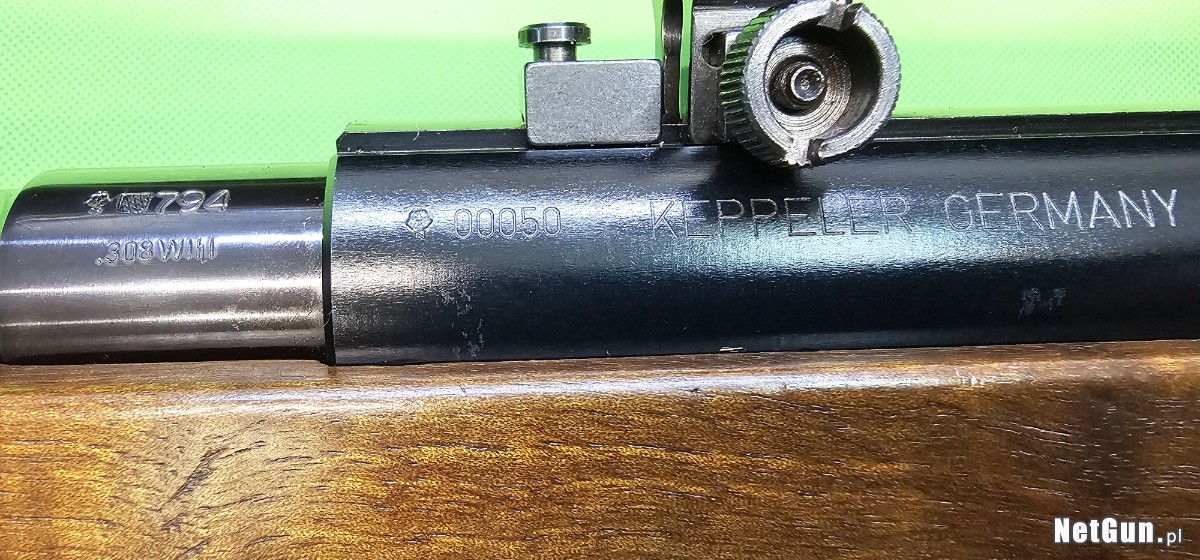 794
.308 WIN
00050 KEPPELER GERMANY
NetGun.pl